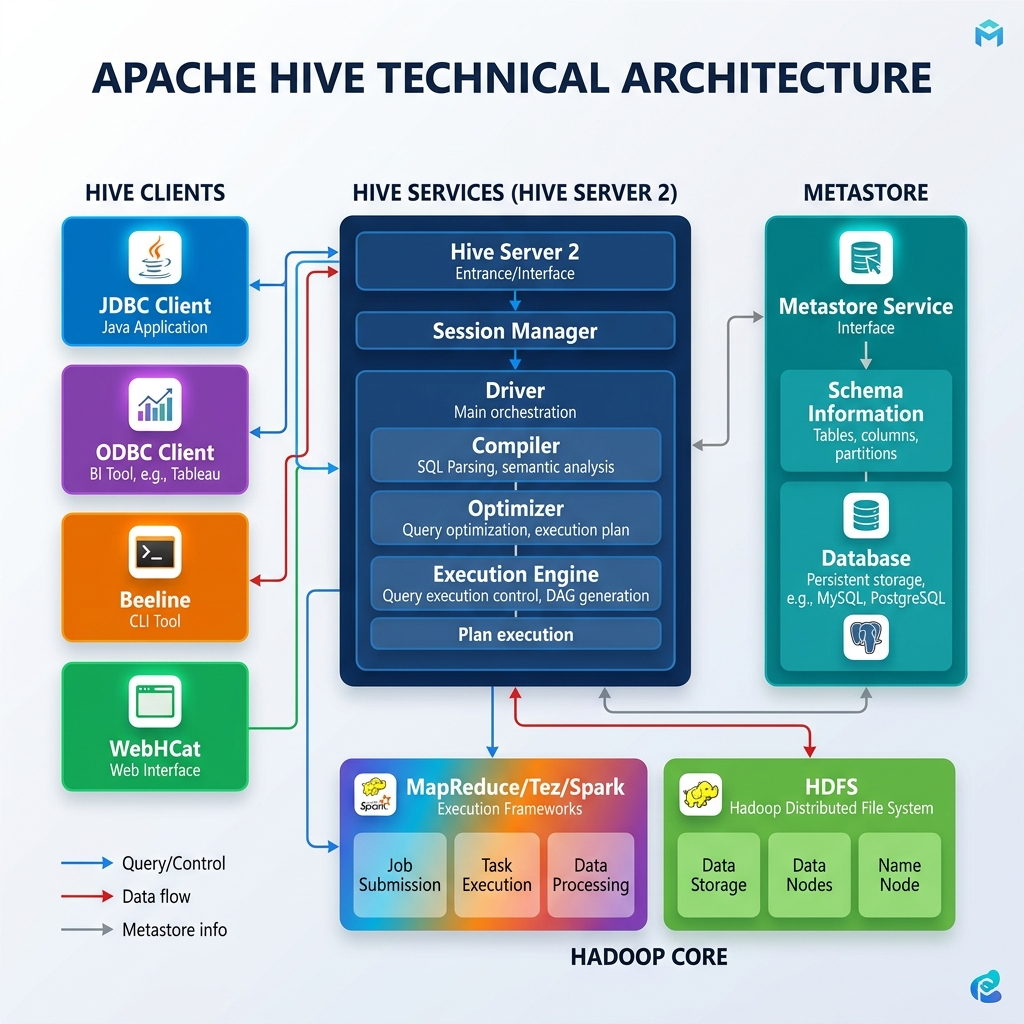 APACHE HIVE TECHNICAL ARCHITECTURE
HIVE CLIENTS
JDBC Client
Java Application
ODBC Client
BI Tool, e.g., Tableau
Beeline
CLI Tool
WebHCat
Web Interface
HIVE SERVICES (HIVE SERVER 2)
Hive Server 2
Entrance/Interface
Session Manager
Driver
Main orchestration
Compiler
SQL Parsing, semantic analysis
Optimizer
Query optimization, execution plan
Execution Engine
Query execution control, DAG generation
Plan execution
METASTORE
Metastore Service
Interface
Schema
Information
Tables, columns,
partitions
Database
Persistent storage,
e.g., MySQL, PostgreSQL
Spark
MapReduce/Tez/Spark
Execution Frameworks
Job
Submission
Task
Execution
Data
Processing
HDFS
Hadoop Distributed File System
Data
Storage
Data
Nodes
Name
Node
HADOOP CORE
Query/Control
Data flow
Metastore info